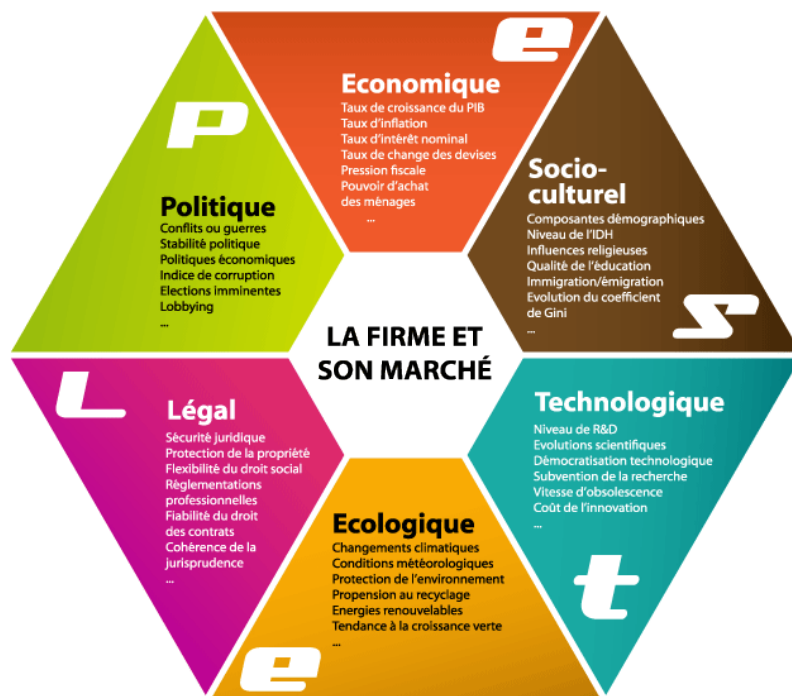 P
Politique
Conflits ou guerres
Stabilité politique
Politiques économiques
Indice de corruption
Elections imminentes
Lobbying
...
e
Economique
Taux de croissance du PIB
Taux d'inflation
Taux d'intérêt nominal
Taux de change des devises
Pression fiscale
Pouvoir d'achat
des ménages
...
Socio-
culturel
Composantes démographiques
Niveau de l'IDH
Influences religieuses
Qualité de l'éducation
Immigration/émigration
Evolution du coefficient
de Gini
...
s
LA FIRME ET
SON MARCHÉ
Technologique
Niveau de R&D
Evolutions scientifiques
Démocratisation technologique
Subvention de la recherche
Vitesse d'obsolescence
Coût de l'innovation
...
t
Ecologique
Changements climatiques
Conditions météorologiques
Protection de l'environnement
Propension au recyclage
Energies renouvelables
Tendance à la croissance verte
...
e
L
Légal
Sécurité juridique
Protection de la propriété
Flexibilité du droit social
Réglementations
professionnelles
Fiabilité du droit
des contrats
Cohérence de la
jurisprudence
...